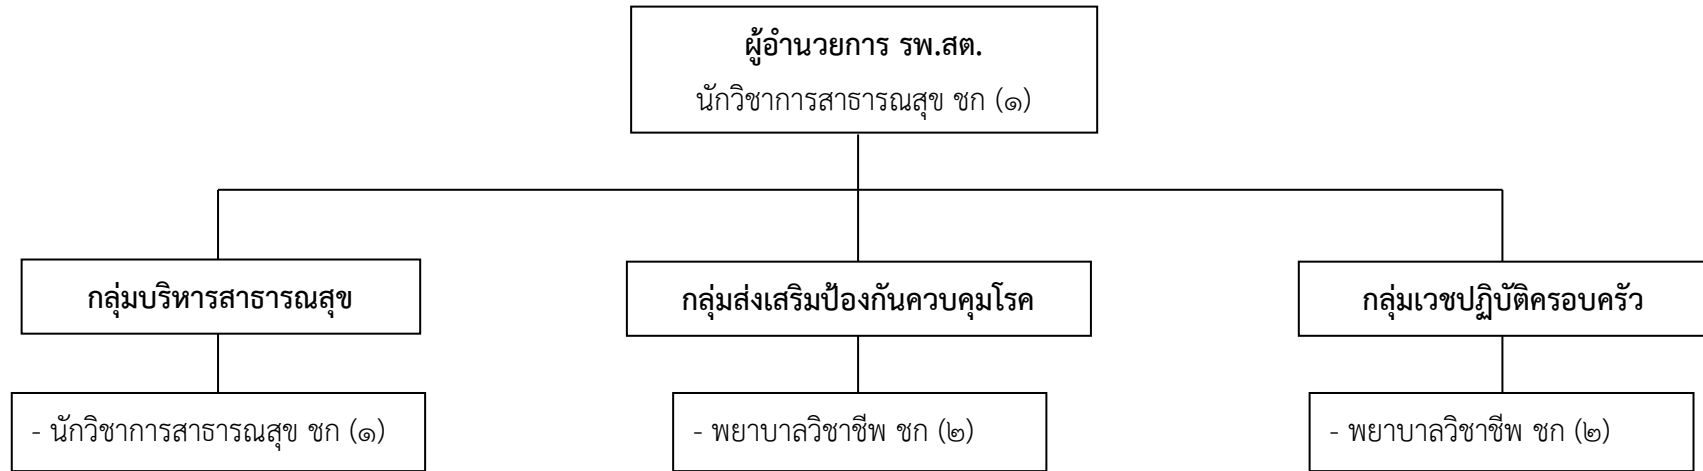 ผู้อำนวยการ รพ.สต.
นักวิชาการสาธารณสุข ชก (๑)
กลุ่มบริหารสาธารณสุข
กลุ่มส่งเสริมป้องกันควบคุมโรค
กลุ่มเวชปฏิบัติครอบครัว
- นักวิชาการสาธารณสุข ชก (๑)
- พยาบาลวิชาชีพ ชก (๒)
- พยาบาลวิชาชีพ ชก (๒)